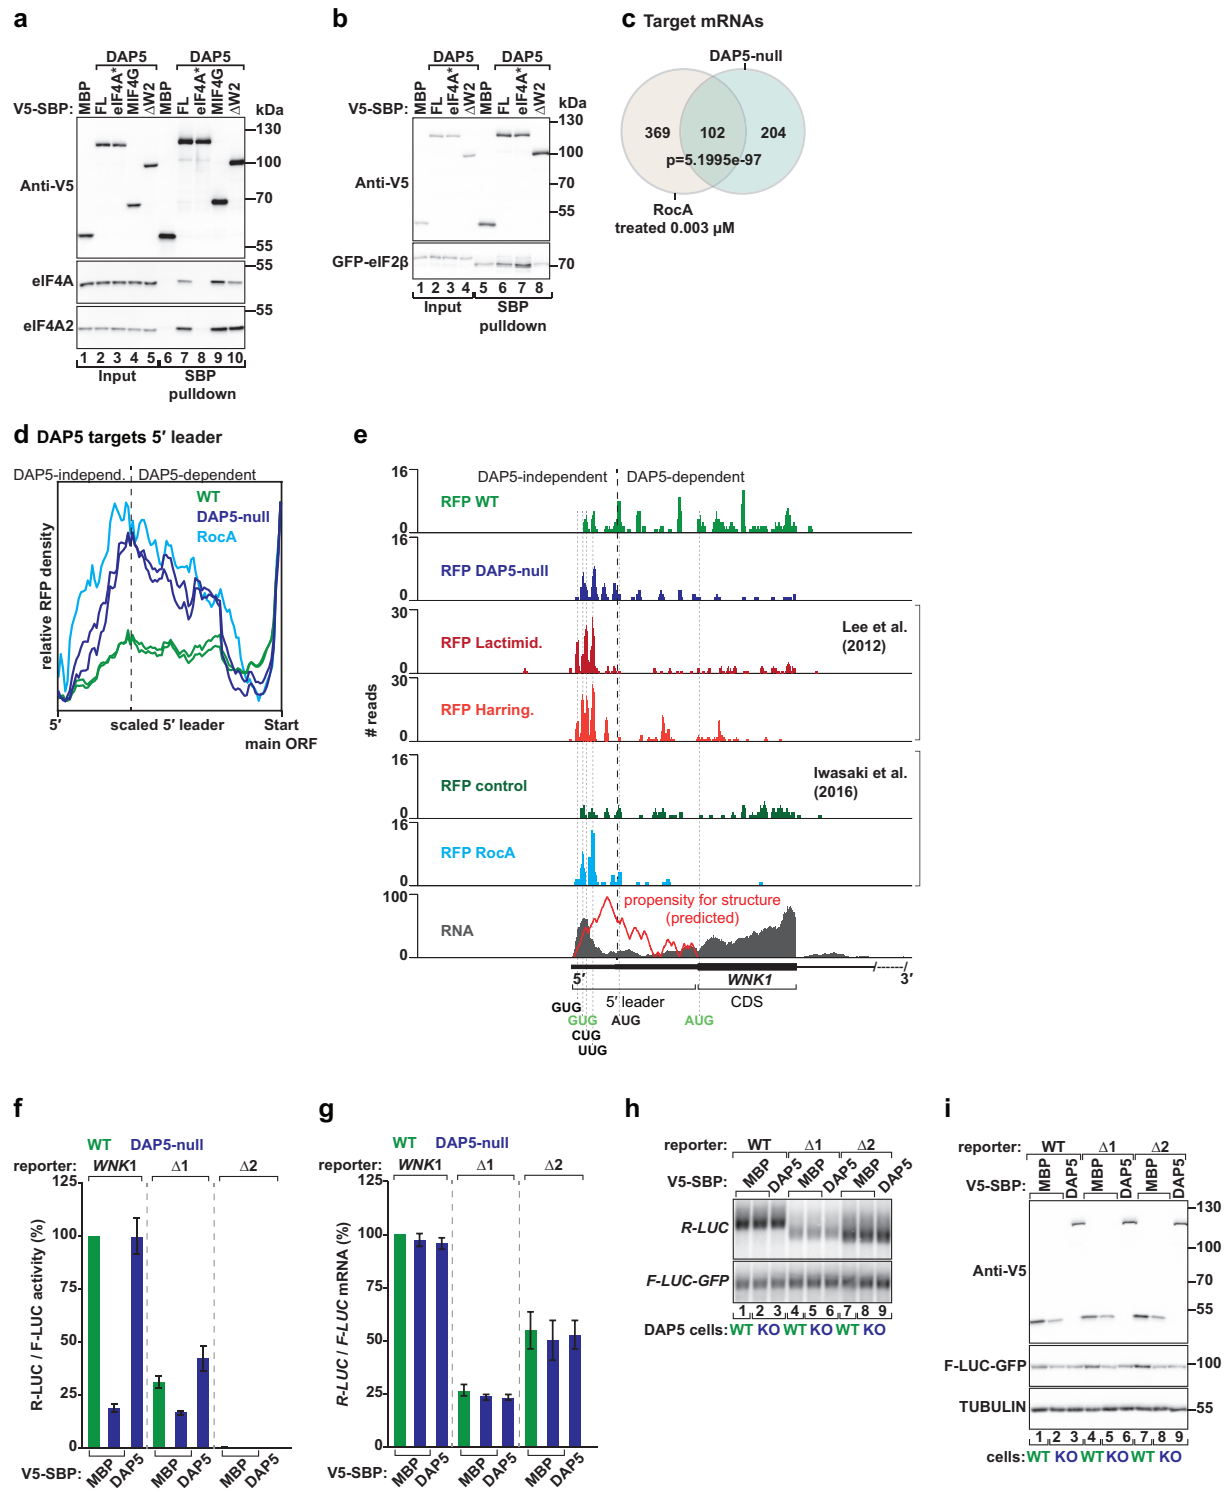 a
DAP5
V5-SBP:
MBP
FL
eIF4A*
MIF4G
ΔW2
MBP
DAP5
FL
eIF4A*
MIF4G
ΔW2
kDa
Anti-V5
130
100
70
55
eIF4A
55
eIF4A2
55
1 2 3 4 5 6 7 8 9 10
Input
SBP
pulldown
b
DAP5
DAP5
V5-SBP:
MBP
FL
eIF4A*
ΔW2
MBP
FL
eIF4A*
ΔW2
kDa
Anti-V5
130
100
70
55
GFP-eIF2β
70
1 2 3 4 5 6 7 8
Input
SBP
pulldown
c Target mRNAs
DAP5-null
369
102
204
p=5.1995e-97
RocA
treated 0.003 μM
d DAP5 targets 5′ leader
DAP5-independ.
DAP5-dependent
WT
DAP5-null
RocA
relative RFP density
5′
scaled 5′ leader
Start
main ORF
e
DAP5-independent
DAP5-dependent
# reads
16
RFP WT
0
16
RFP DAP5-null
0
30
RFP Lactimid.
0
Lee et al.
(2012)
30
RFP Harring.
0
16
RFP control
0
Iwasaki et al.
(2016)
16
RFP RocA
0
100
RNA
0
propensity for structure
(predicted)
5′
WNK1
3′
5′ leader
CDS
GUG
GUG
CUG
UUG
AUG
AUG
f
WT DAP5-null
reporter:
WNK1
Δ1
Δ2
R-LUC / F-LUC activity (%)
125
100
75
50
25
0
V5-SBP:
MBP
DAP5
MBP
DAP5
MBP
DAP5
g
WT DAP5-null
reporter:
WNK1
Δ1
Δ2
R-LUC / F-LUC mRNA (%)
125
100
75
50
25
0
V5-SBP:
MBP
DAP5
MBP
DAP5
MBP
DAP5
h
reporter:
WT
Δ1
Δ2
V5-SBP:
MBP
DAP5
MBP
DAP5
MBP
DAP5
R-LUC
F-LUC-GFP
1 2 3 4 5 6 7 8 9
DAP5 cells: WT KO WT KO WT KO
i
reporter:
WT
Δ1
Δ2
V5-SBP:
MBP
DAP5
MBP
DAP5
MBP
DAP5
Anti-V5
130
100
70
55
F-LUC-GFP
100
TUBULIN
55
1 2 3 4 5 6 7 8 9
cells: WT KO WT KO WT KO